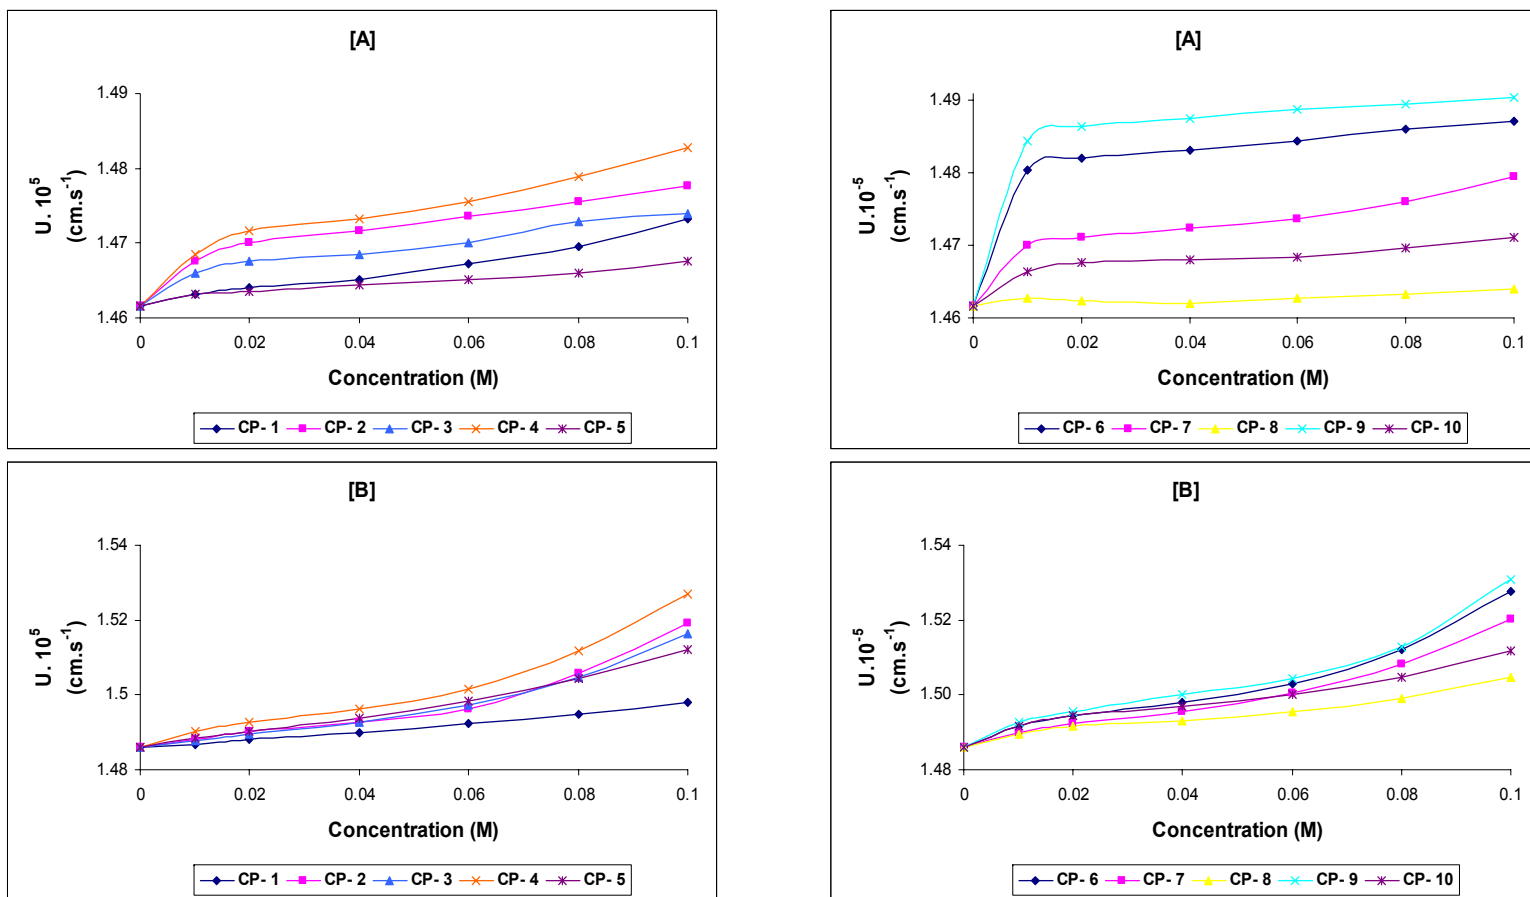 [A]
1.49
1.48
1.47
1.46
U. 10⁵
(cm.s⁻¹)
0 0.02 0.04 0.06 0.08 0.1
Concentration (M)
CP- 1 CP- 2 CP- 3 CP- 4 CP- 5
[A]
1.49
1.48
1.47
1.46
U.10⁻⁵
(cm.s⁻¹)
0 0.02 0.04 0.06 0.08 0.1
Concentration (M)
CP- 6 CP- 7 CP- 8 CP- 9 CP- 10
[B]
1.54
1.52
1.5
1.48
U. 10⁵
(cm.s⁻¹)
0 0.02 0.04 0.06 0.08 0.1
Concentration (M)
CP- 1 CP- 2 CP- 3 CP- 4 CP- 5
[B]
1.54
1.52
1.50
1.48
U.10⁻⁵
(cm.s⁻¹)
0 0.02 0.04 0.06 0.08 0.1
Concentration (M)
CP- 6 CP- 7 CP- 8 CP- 9 CP- 10